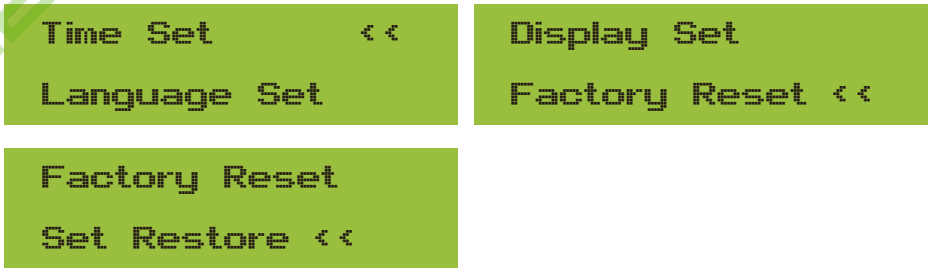 Time Set <<
Language Set
Display Set
Factory Reset <<
Factory Reset
Set Restore <<